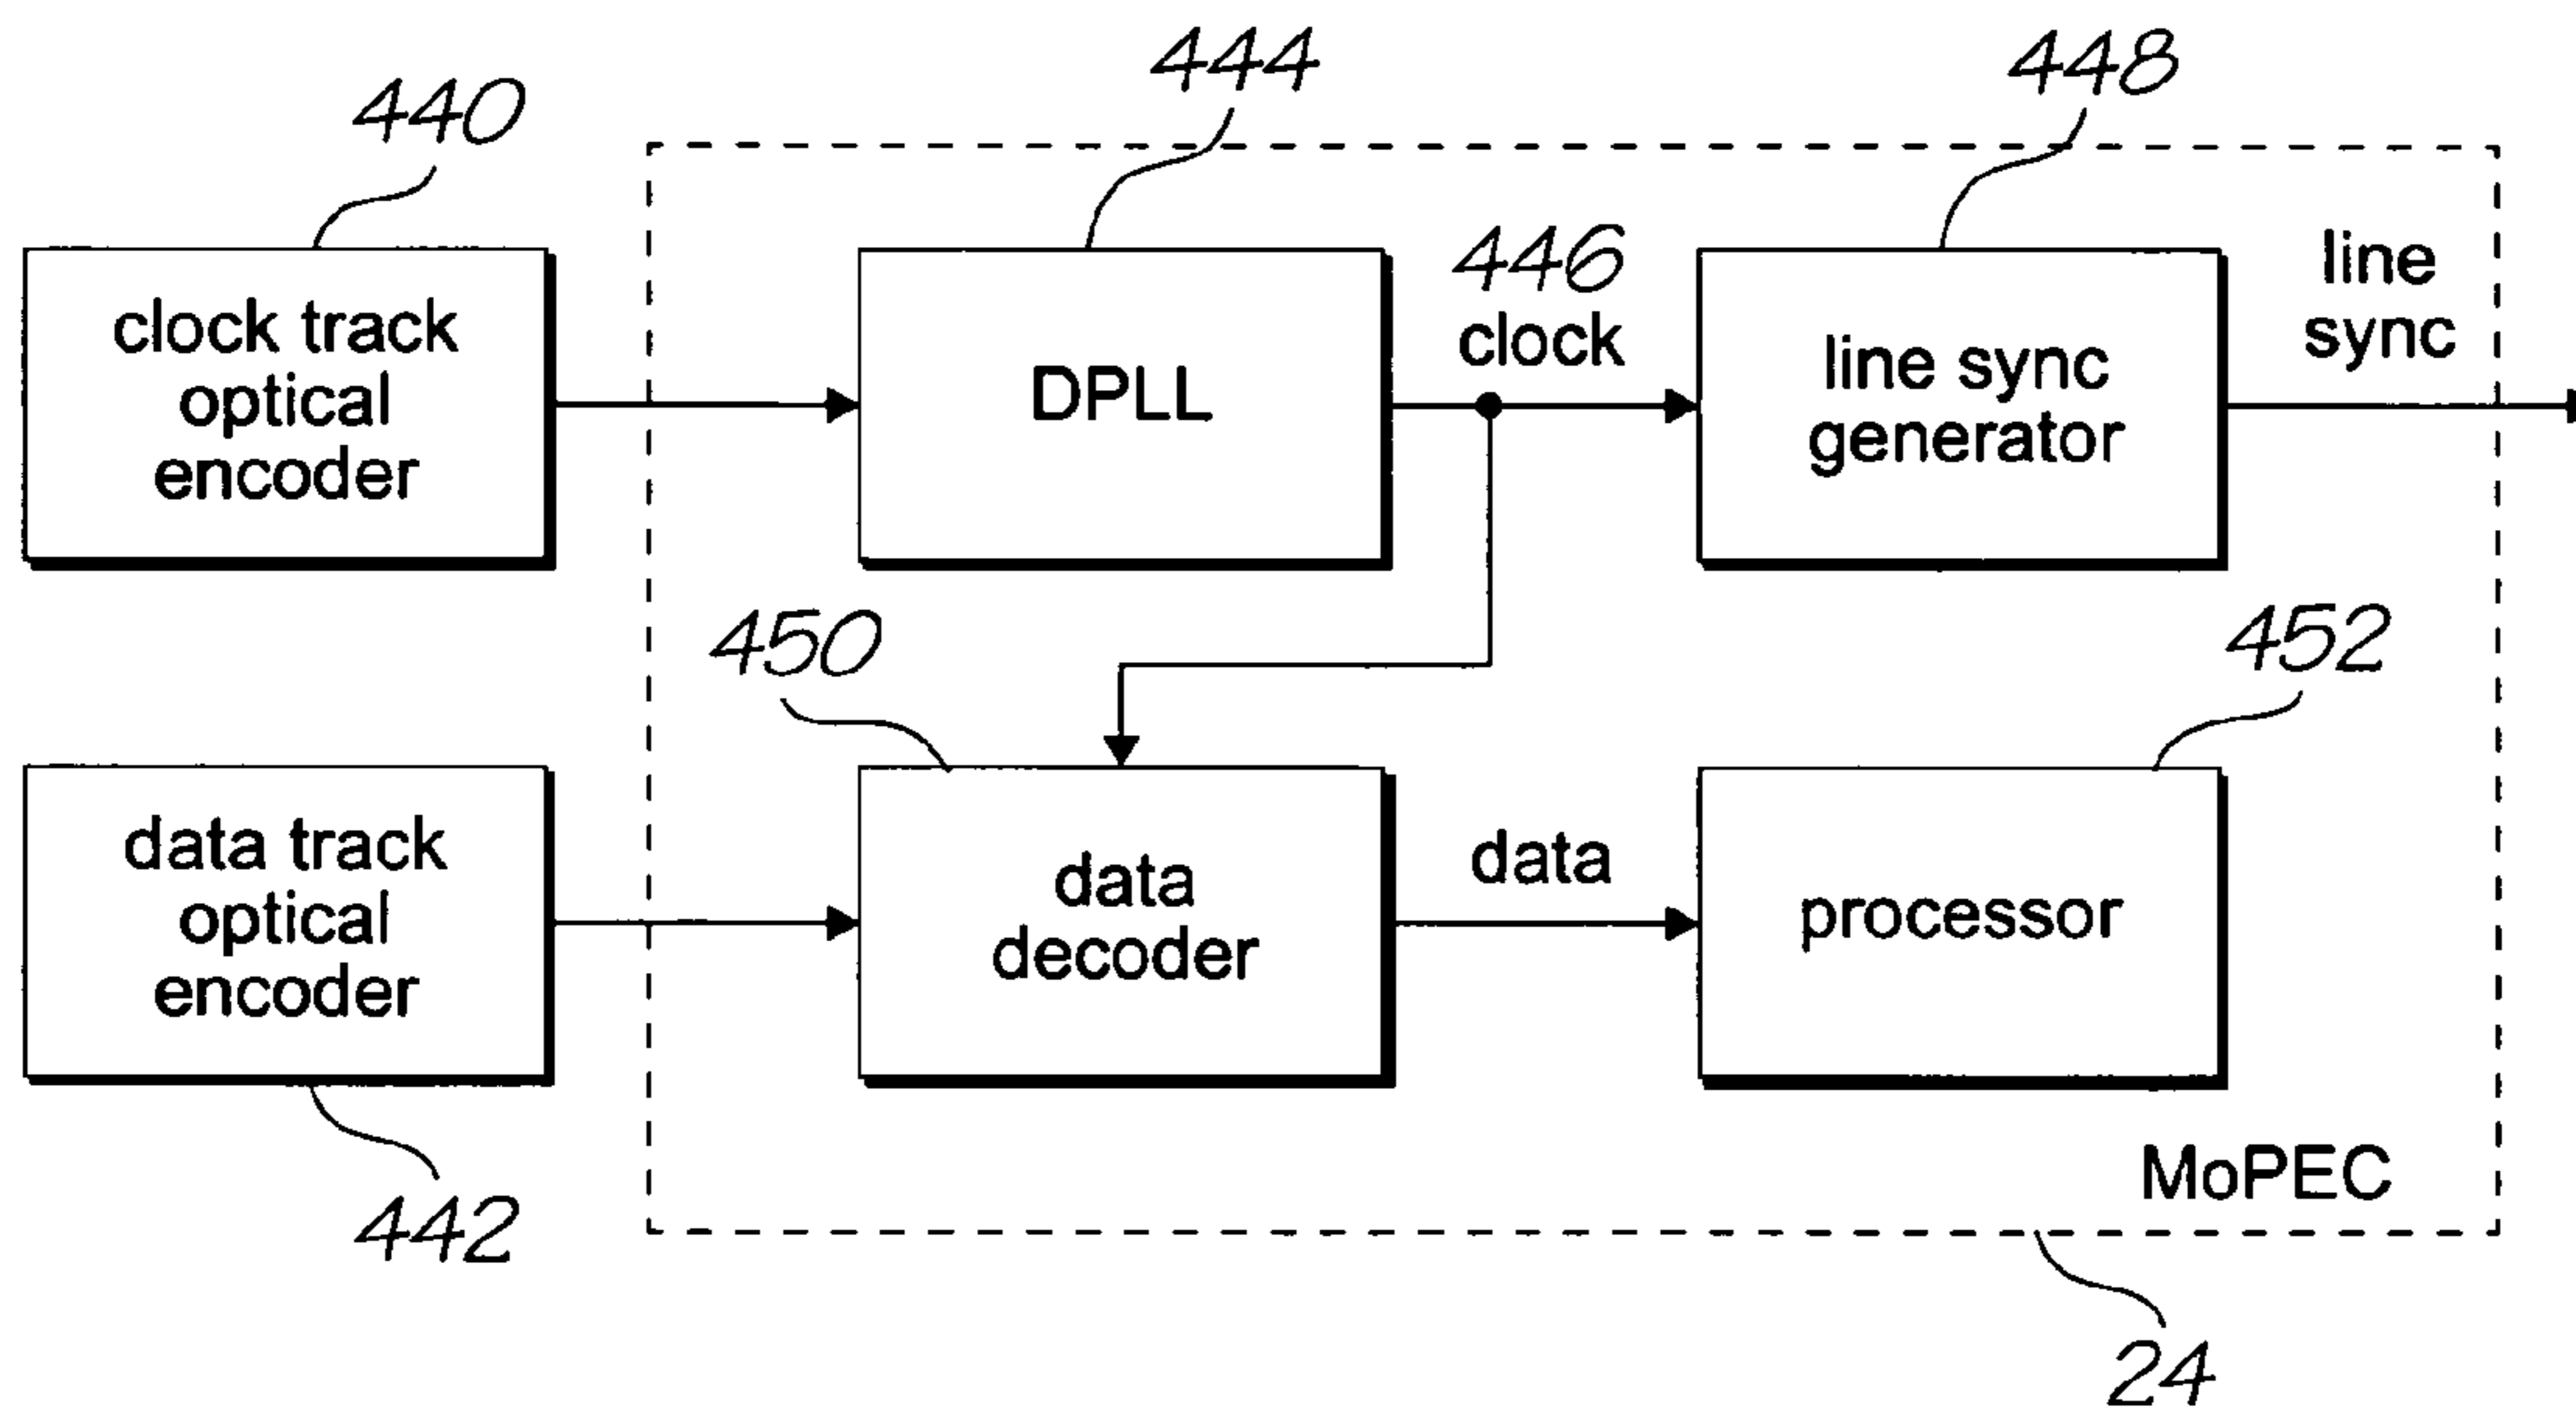 440
444
448
clock track
optical
encoder
DPLL
446
clock
line sync
generator
line
sync
450
452
data track
optical
encoder
data
decoder
data
processor
MoPEC
442
24